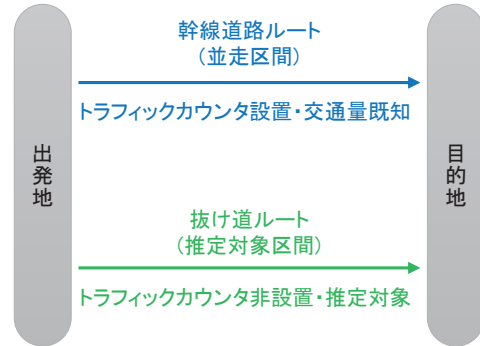 幹線道路ルート
(並走区間)
トラフィックカウンタ設置・交通量既知
出発地
目的地
抜け道ルート
(推定対象区間)
トラフィックカウンタ非設置・推定対象